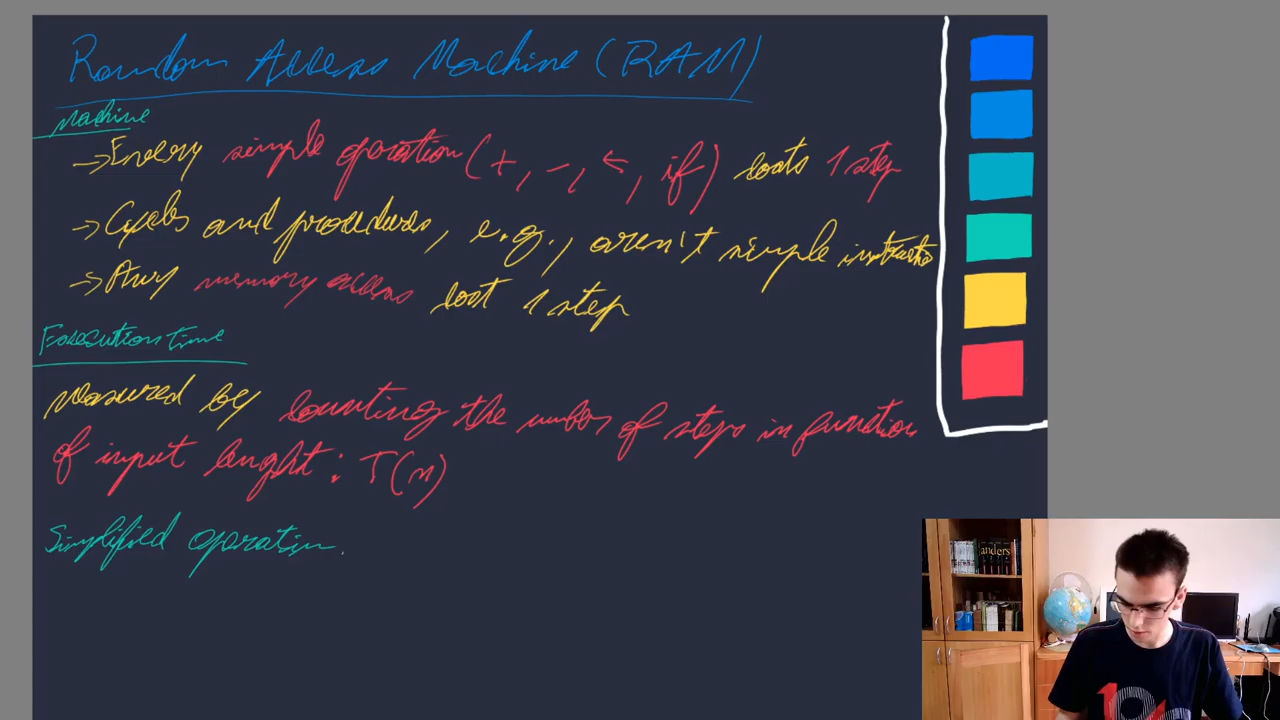 Random Access Machine (RAM)
Machine
→ Every simple operation (+, -, ←, if) costs 1 step
→ Cycles and procedures, e.g., aren't simple
→ Any memory access cost 1 step
Execution time
Measured by counting the number of steps in function
of input lenght: T(n)
Simplified operation.
anders